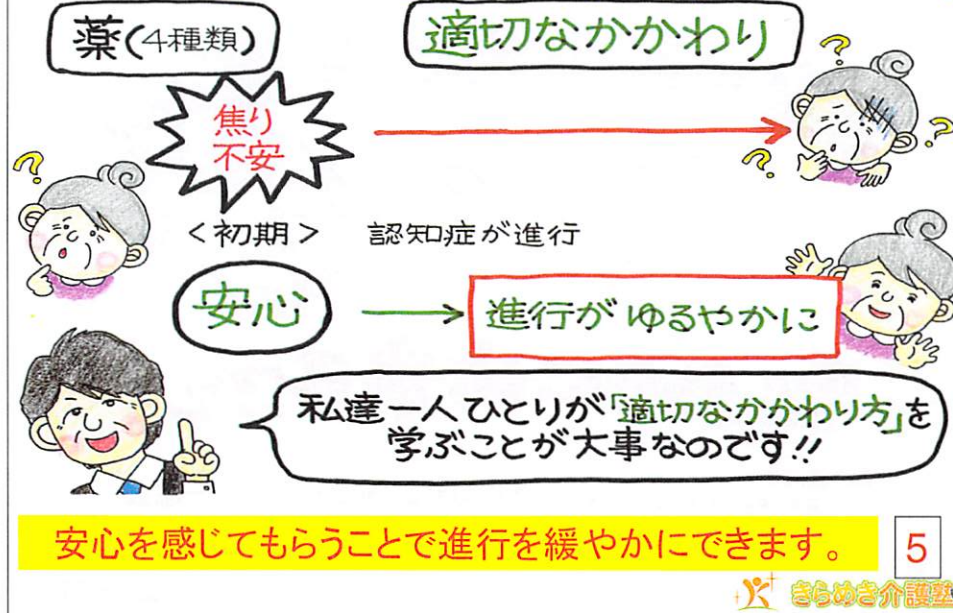 薬(4種類)
適切なかかわり
?
?
?
焦り
不安
?
<初期> 認知症が進行
安心
進行がゆるやかに
私達一人ひとりが「適切なかかわり方」を
学ぶことが大事なのです!!
安心を感じてもらうことで進行を緩やかにできます。
5
きらめき介護塾